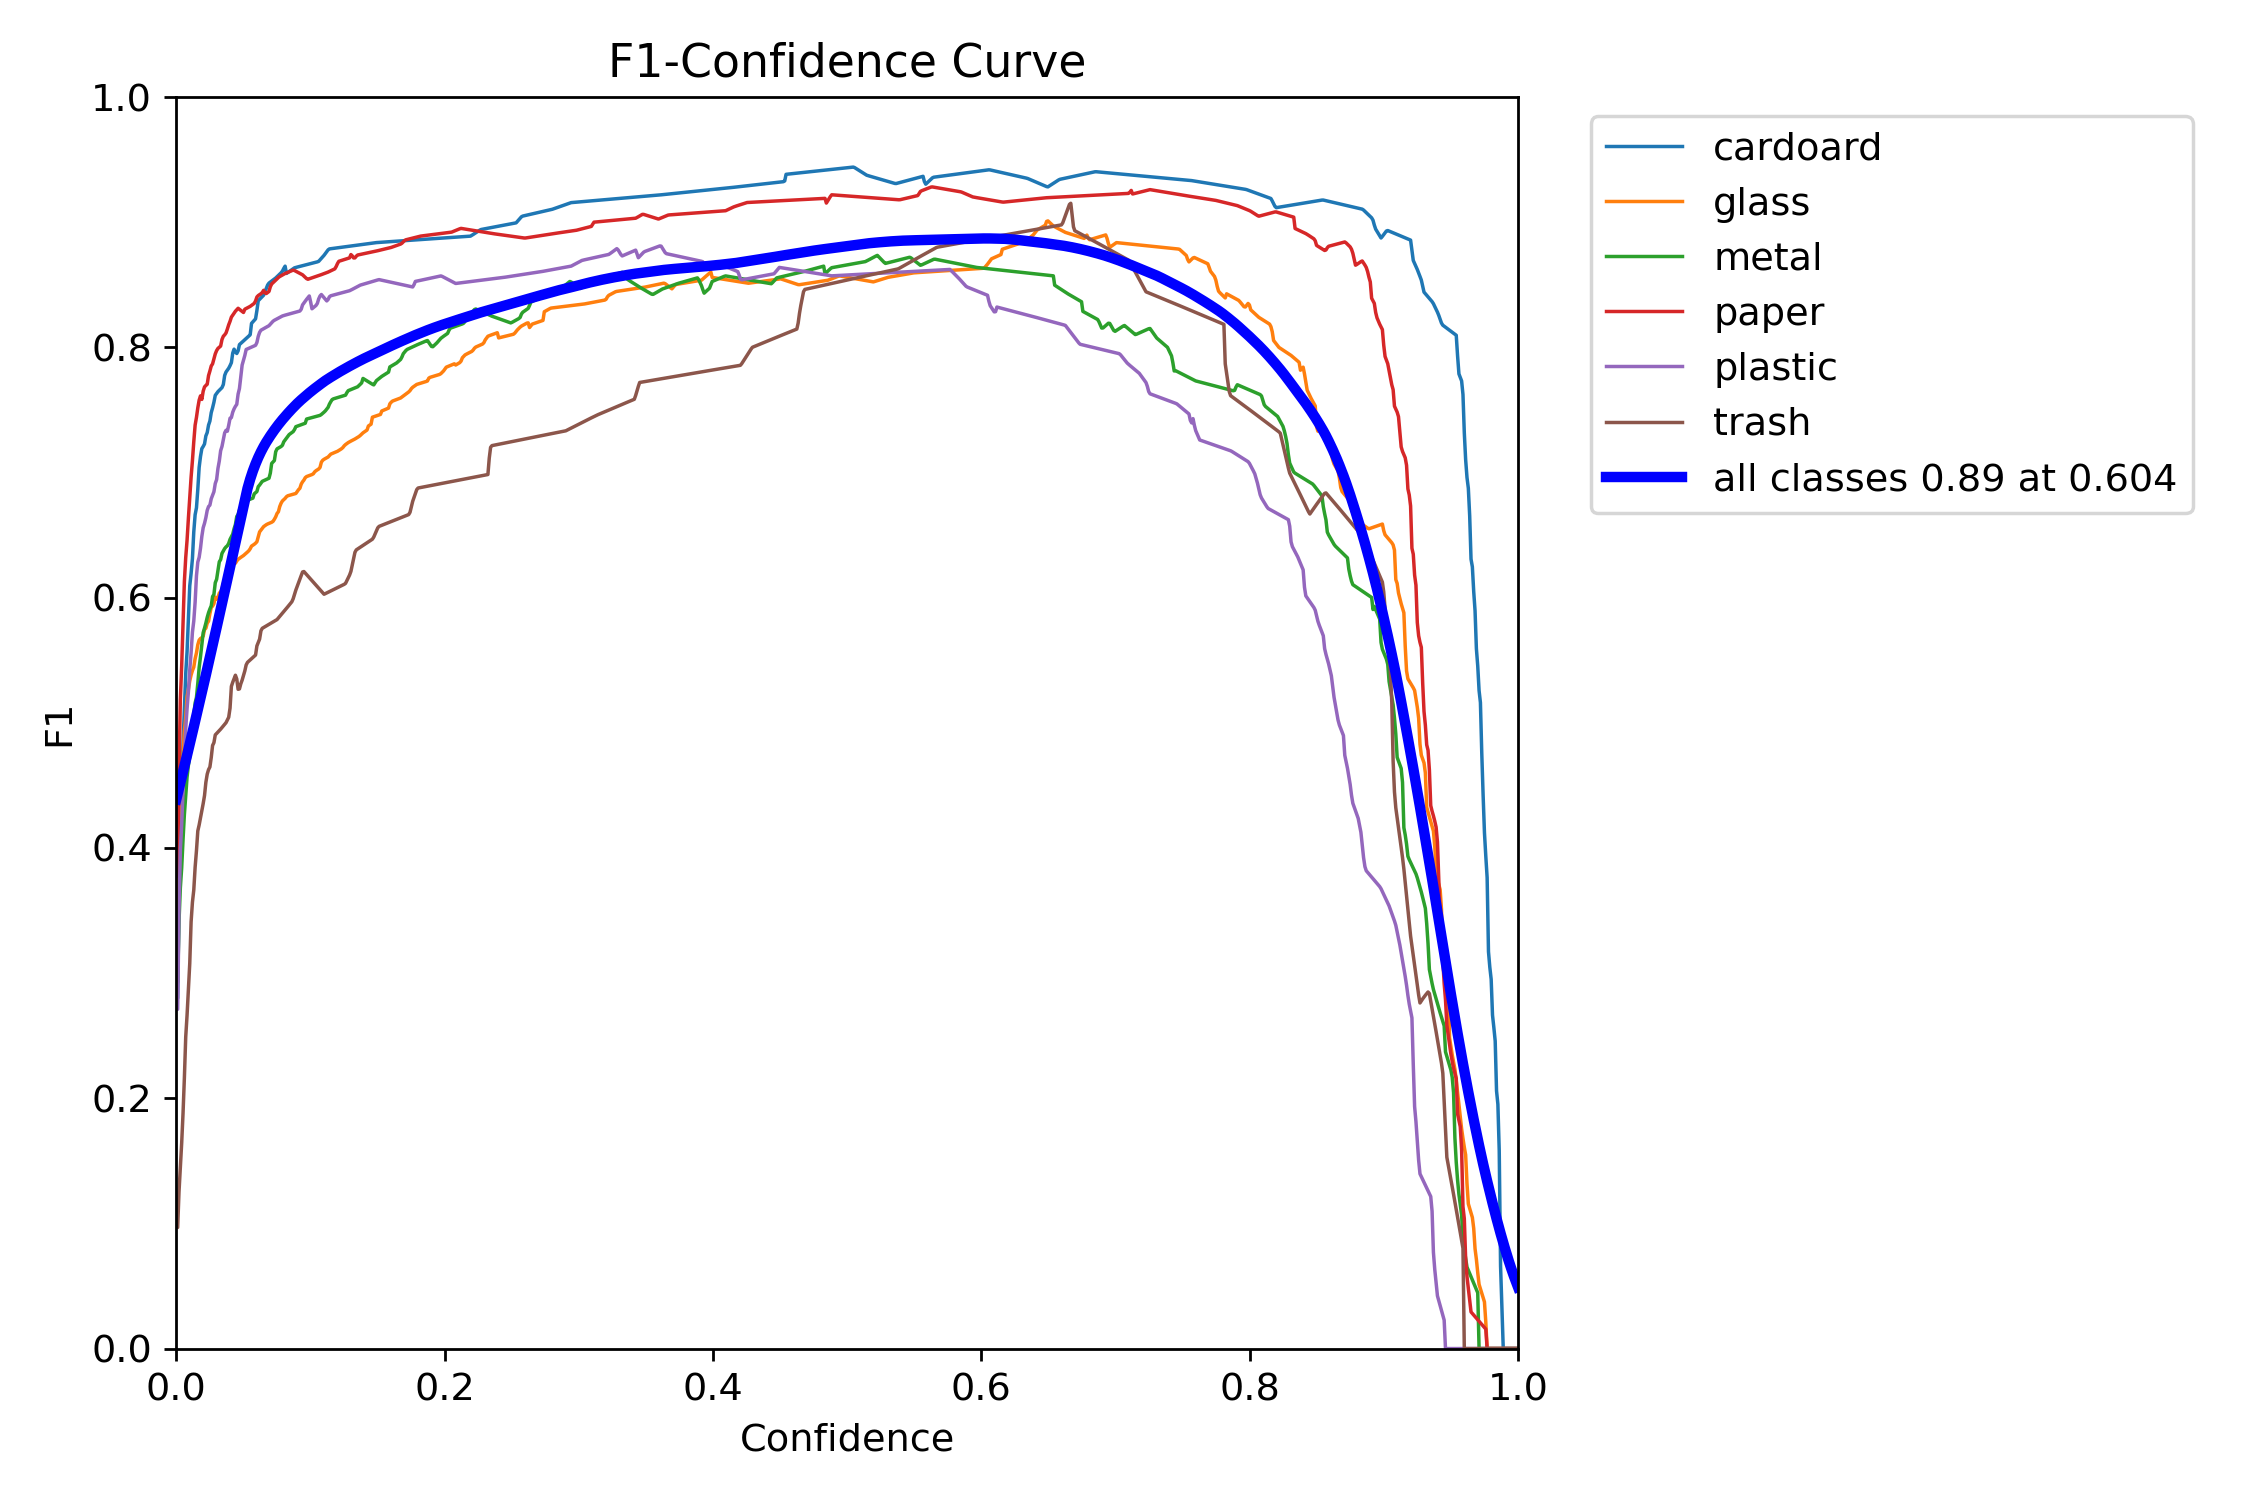 F1-Confidence Curve
1.0
0.8
0.6
0.4
0.2
0.0
F1
0.0 0.2 0.4 0.6 0.8 1.0
Confidence
cardoard
glass
metal
paper
plastic
trash
all classes 0.89 at 0.604